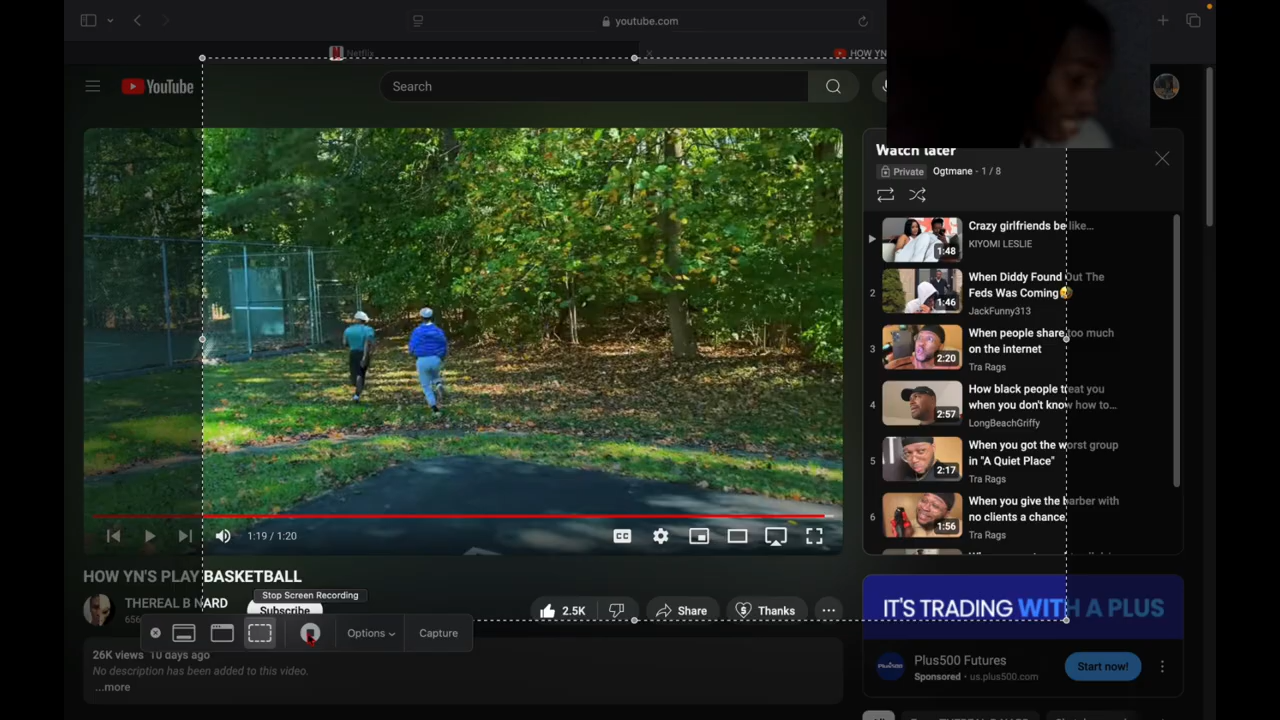 youtube.com
Netflix
HOW YN
YouTube
Search
Watch later
Private
Ogtmane - 1 / 8
Crazy girlfriends be like...
KIYOMI LESLIE
1:48
2
When Diddy Found Out The
Feds Was Coming
JackFunny313
1:46
3
When people share too much
on the internet
Tra Rags
2:20
4
How black people treat you
when you don't know how to...
LongBeachGriffy
2:57
5
When you got the worst group
in "A Quiet Place"
Tra Rags
2:17
6
When you give the barber with
no clients a chance
Tra Rags
1:56
1:19 / 1:20
CC
HOW YN'S PLAY BASKETBALL
THEREAL B NARD
656
Stop Screen Recording
Subscribe
2.5K
Share
Thanks
Options
Capture
26K views 10 days ago
No description has been added to this video.
...more
IT'S TRADING WITH A PLUS
Plus500 Futures
Sponsored · us.plus500.com
Start now!